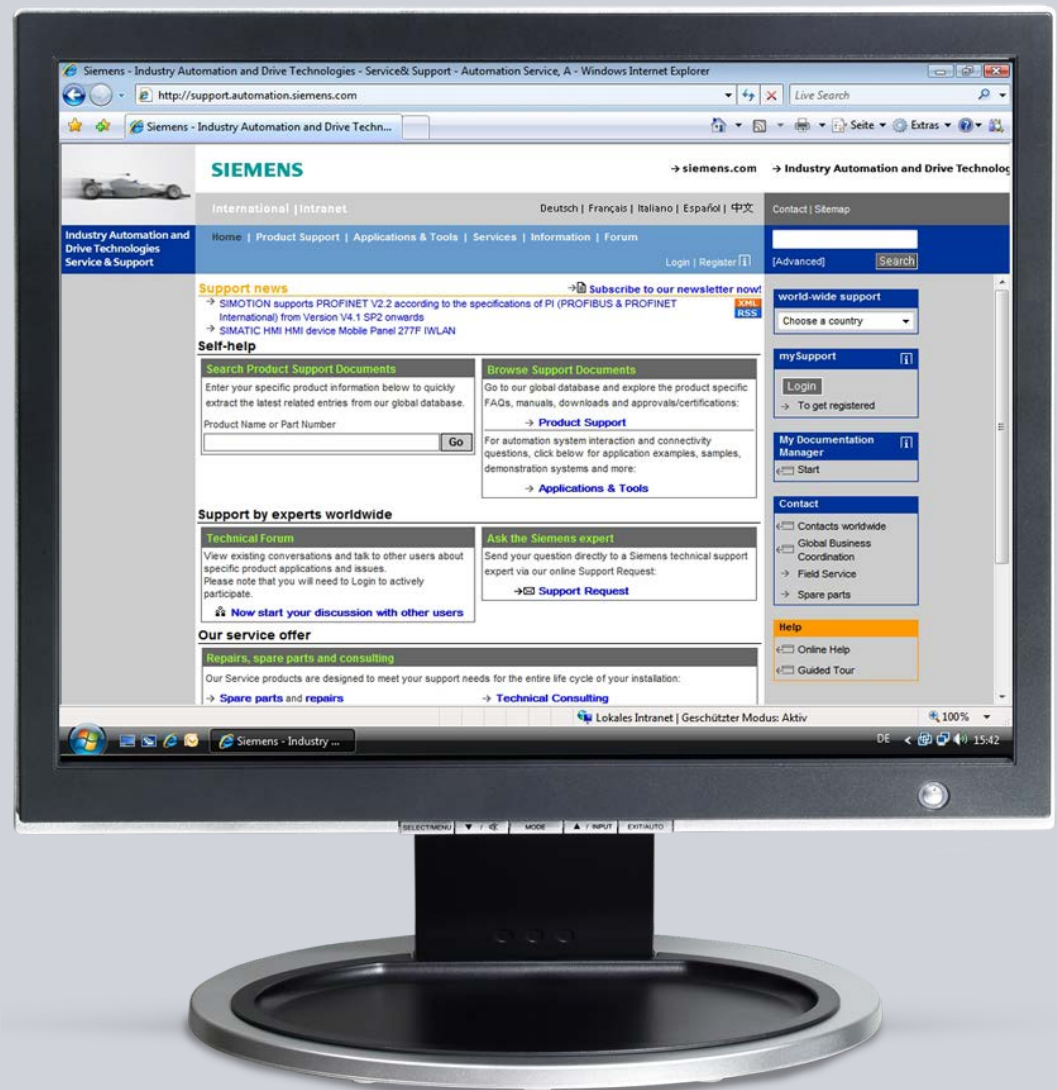 Siemens - Industry Automation and Drive Technologies - Service& Support - Automation Service, A - Windows Internet Explorer
http://support.automation.siemens.com
Live Search
Siemens - Industry Automation and Drive Techn...
Seite
Extras
SIEMENS
→ siemens.com
→ Industry Automation and Drive Technolog
International | Intranet
Deutsch | Français | Italiano | Español | 中文
Contact | Sitemap
Industry Automation and
Drive Technologies
Service & Support
Home | Product Support | Applications & Tools | Services | Information | Forum
Login | Register
[Advanced]
Search
Support news
→ Subscribe to our newsletter now!
→ SIMOTION supports PROFINET V2.2 according to the specifications of PI (PROFIBUS & PROFINET
International) from Version V4.1 SP2 onwards
XML
RSS
→ SIMATIC HMI HMI device Mobile Panel 277F IWLAN
Self-help
Search Product Support Documents
Enter your specific product information below to quickly
extract the latest related entries from our global database.
Product Name or Part Number
Go
Browse Support Documents
Go to our global database and explore the product specific
FAQs, manuals, downloads and approvals/certifications:
→ Product Support
For automation system interaction and connectivity
questions, click below for application examples, samples,
demonstration systems and more:
→ Applications & Tools
Support by experts worldwide
Technical Forum
View existing conversations and talk to other users about
specific product applications and issues.
Please note that you will need to Login to actively
participate.
Now start your discussion with other users
Ask the Siemens expert
Send your question directly to a Siemens technical support
expert via our online Support Request:
→ Support Request
Our service offer
Repairs, spare parts and consulting
Our Service products are designed to meet your support needs for the entire life cycle of your installation:
→ Spare parts and repairs
→ Technical Consulting
world-wide support
Choose a country
mySupport
Login
→ To get registered
My Documentation
Manager
Start
Contact
Contacts worldwide
Global Business
Coordination
→ Field Service
→ Spare parts
Help
Online Help
Guided Tour
Lokales Intranet | Geschützter Modus: Aktiv
100%
Siemens - Industry ...
DE
15:42
SELECT/MENU
▼ /
MODE
▲ / INPUT
EXIT/AUTO